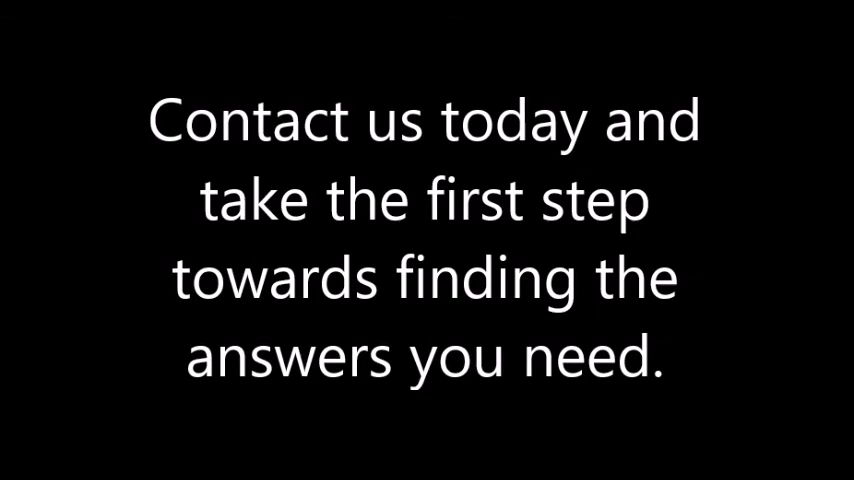 Contact us today and
take the first step
towards finding the
answers you need.